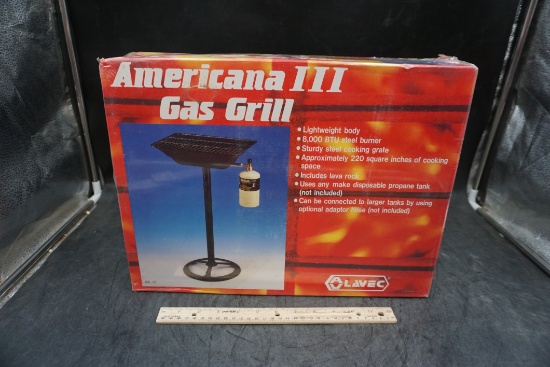 Americana III
Gas Grill
• Lightweight body
• 8,000 BTU steel burner
• Sturdy steel cooking grate
• Approximately 220 square inches of cooking
space
• Includes lava rock
• Uses any make disposable propane tank
(not included)
• Can be connected to larger tanks by using
optional adaptor hose (not included)
LAVEC